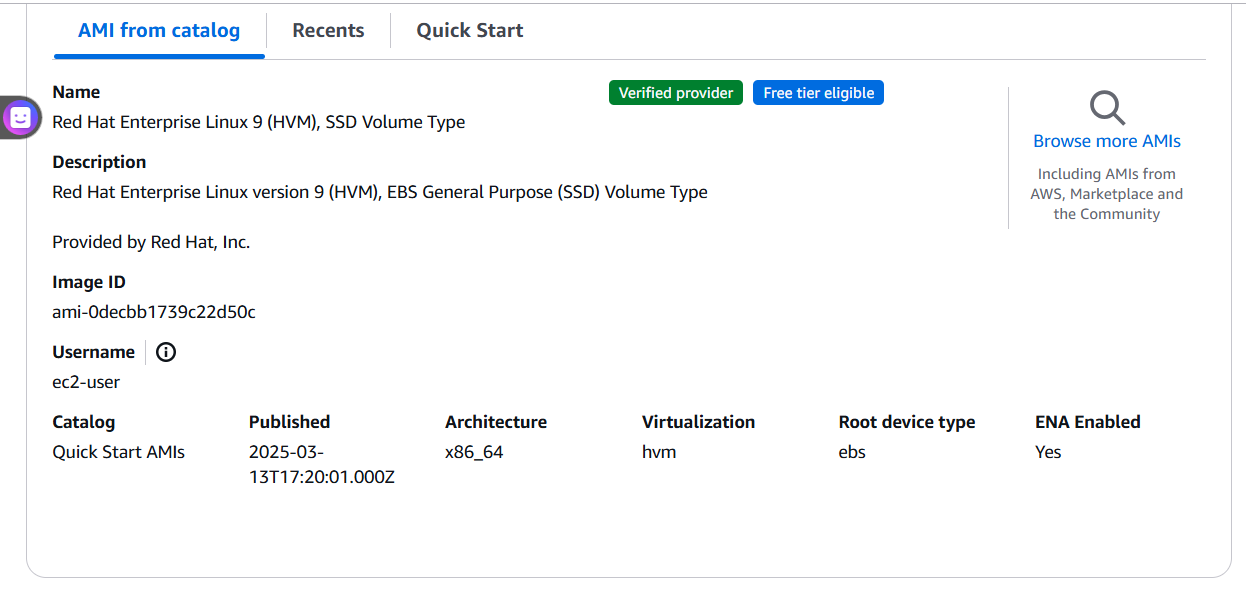 AMI from catalog
Recents
Quick Start
Name
Verified provider
Free tier eligible
Red Hat Enterprise Linux 9 (HVM), SSD Volume Type
Description
Red Hat Enterprise Linux version 9 (HVM), EBS General Purpose (SSD) Volume Type
Provided by Red Hat, Inc.
Image ID
ami-0decbb1739c22d50c
Username
ec2-user
Catalog
Quick Start AMIs
Published
2025-03-
13T17:20:01.000Z
Architecture
x86_64
Virtualization
hvm
Root device type
ebs
ENA Enabled
Yes
Browse more AMIs
Including AMIs from
AWS, Marketplace and
the Community